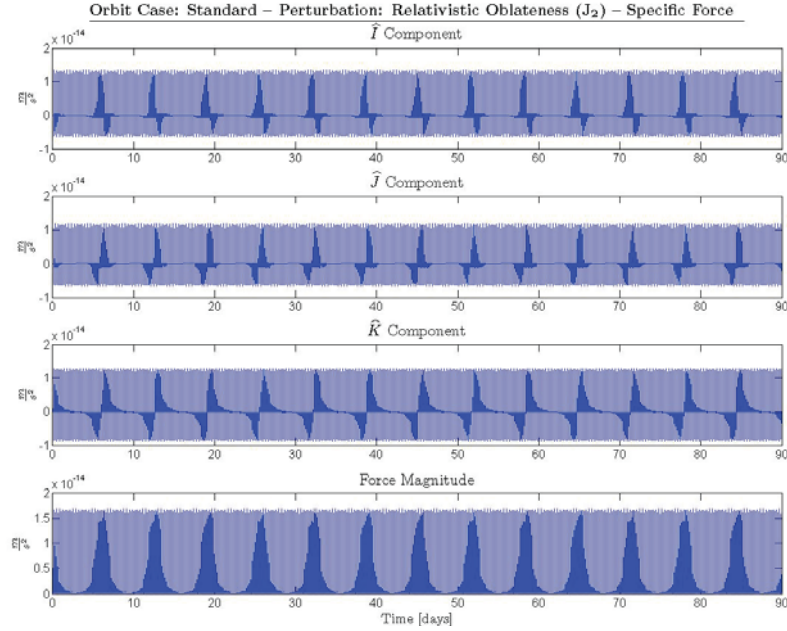 Orbit Case: Standard – Perturbation: Relativistic Oblateness (J₂) – Specific Force
Î Component
x 10⁻¹⁴
2
1
0
-1
m/s²
0 10 20 30 40 50 60 70 80 90
Ĵ Component
x 10⁻¹⁴
2
1
0
-1
m/s²
0 10 20 30 40 50 60 70 80 90
K̂ Component
x 10⁻¹⁴
2
1
0
-1
m/s²
0 10 20 30 40 50 60 70 80 90
Force Magnitude
x 10⁻¹⁴
2
1.5
1
0.5
0
m/s²
0 10 20 30 40 50 60 70 80 90
Time [days]